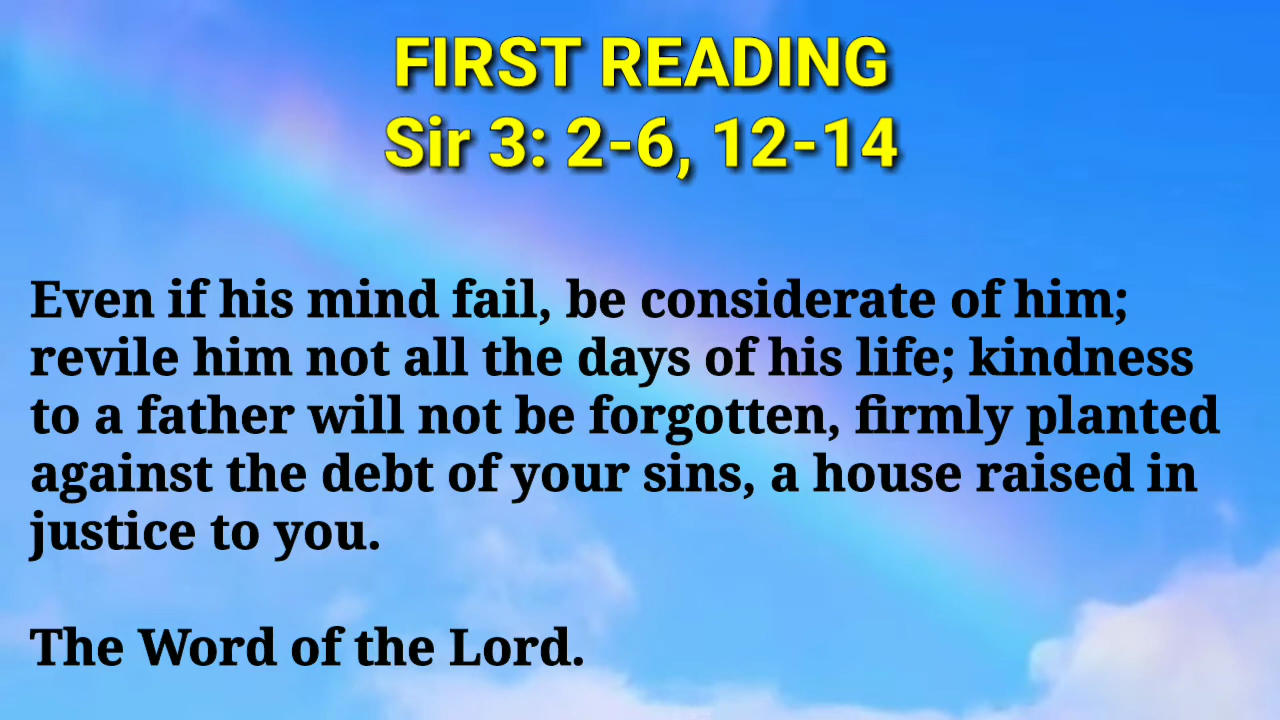 FIRST READING
Sir 3: 2-6, 12-14
Even if his mind fail, be considerate of him;
revile him not all the days of his life; kindness
to a father will not be forgotten, firmly planted
against the debt of your sins, a house raised in
justice to you.
The Word of the Lord.